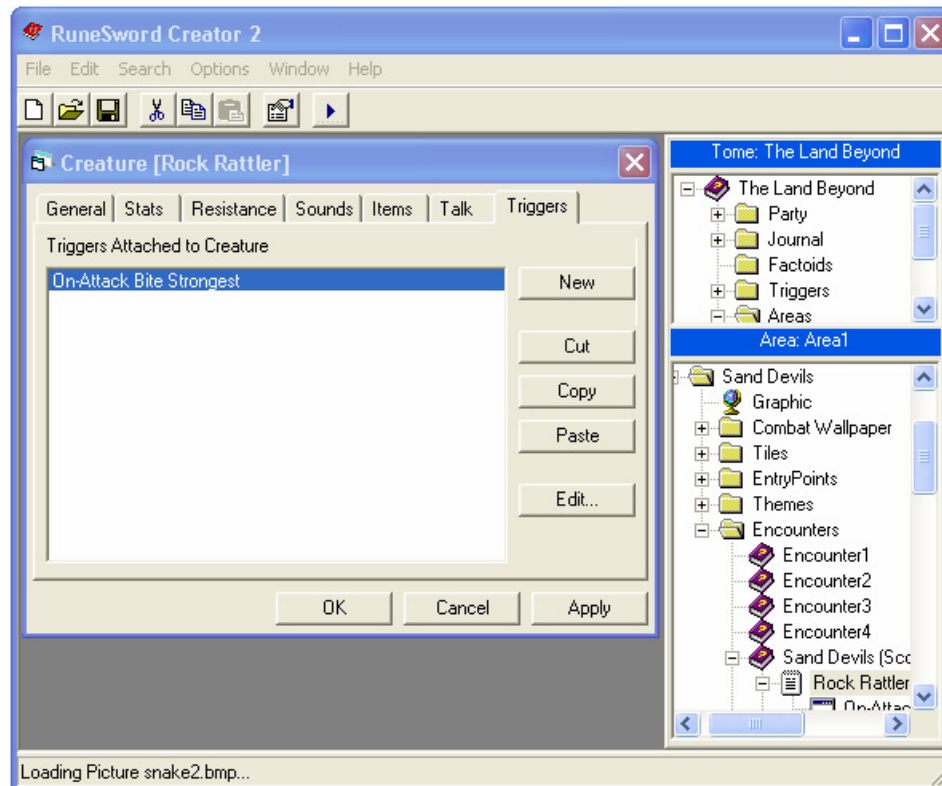 RuneSword Creator 2
File Edit Search Options Window Help
Creature [Rock Rattler]
General Stats Resistance Sounds Items Talk Triggers
Triggers Attached to Creature
On-Attack Bite Strongest
New
Cut
Copy
Paste
Edit...
OK Cancel Apply
Tome: The Land Beyond
The Land Beyond
Party
Journal
Factoids
Triggers
Areas
Area: Area1
Sand Devils
Graphic
Combat Wallpaper
Tiles
EntryPoints
Themes
Encounters
Encounter1
Encounter2
Encounter3
Encounter4
Sand Devils (Sco
Rock Rattler
On-Attac
Loading Picture snake2.bmp...